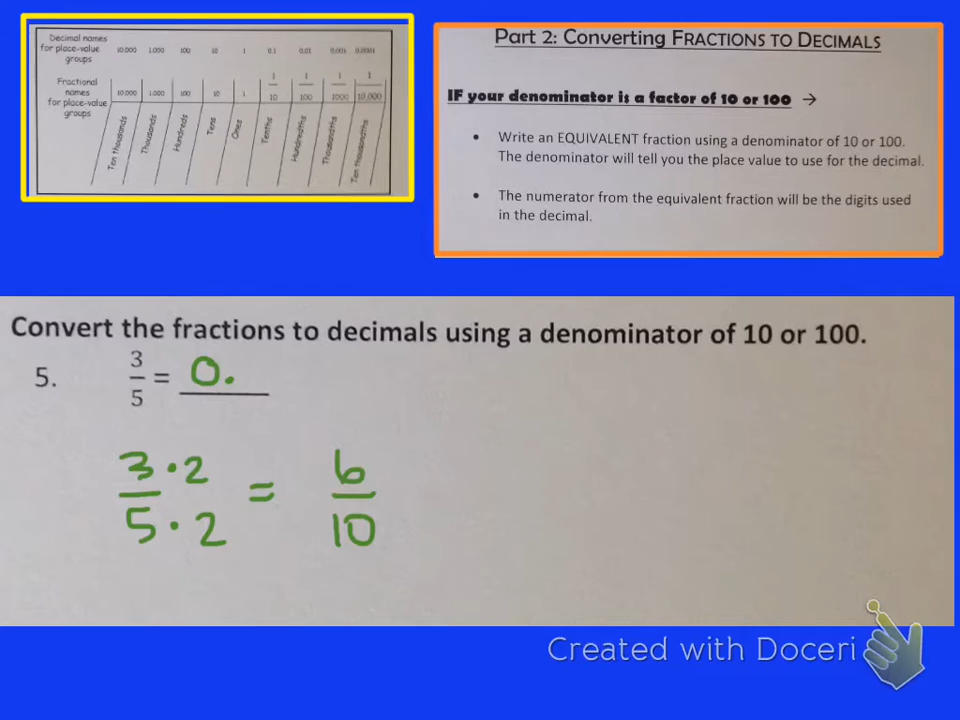 Decimal names
for place-value
groups
10,000 1,000 100 10 1 0.1 0.01 0.001 0.0001
Fractional
names
for place-value
groups
10,000 1,000 100 10 1 1/10 1/100 1/1000 1/10,000
Ten thousands Thousands Hundreds Tens Ones Tenths Hundredths Thousandths Ten thousandths
Part 2: Converting FRACTIONS TO DECIMALS
IF your denominator is a factor of 10 or 100 →
• Write an EQUIVALENT fraction using a denominator of 10 or 100.
The denominator will tell you the place value to use for the decimal.
• The numerator from the equivalent fraction will be the digits used
in the decimal.
Convert the fractions to decimals using a denominator of 10 or 100.
5. 3/5 = 0.
3 · 2 / 5 · 2 = 6/10
Created with Doceri